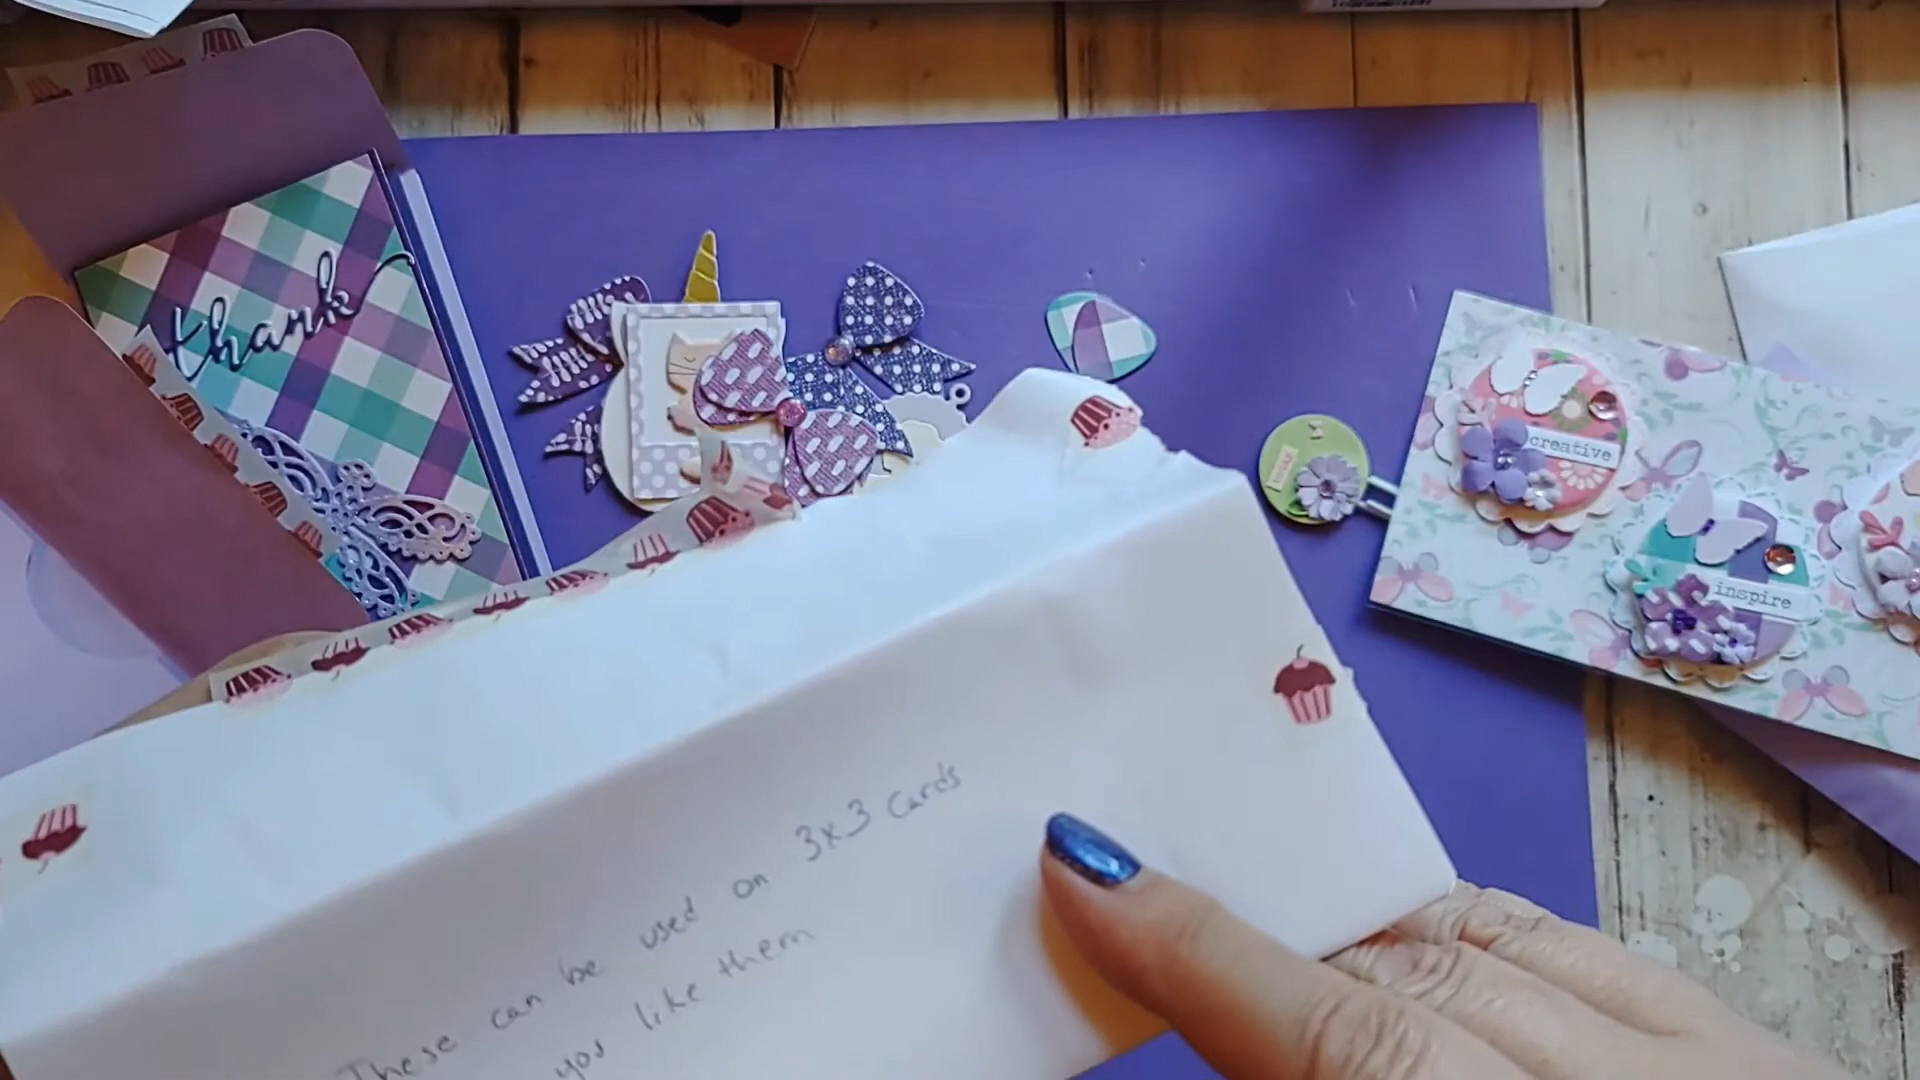 thank
creative
inspire
These can be used on 3x3 Cards
you like them